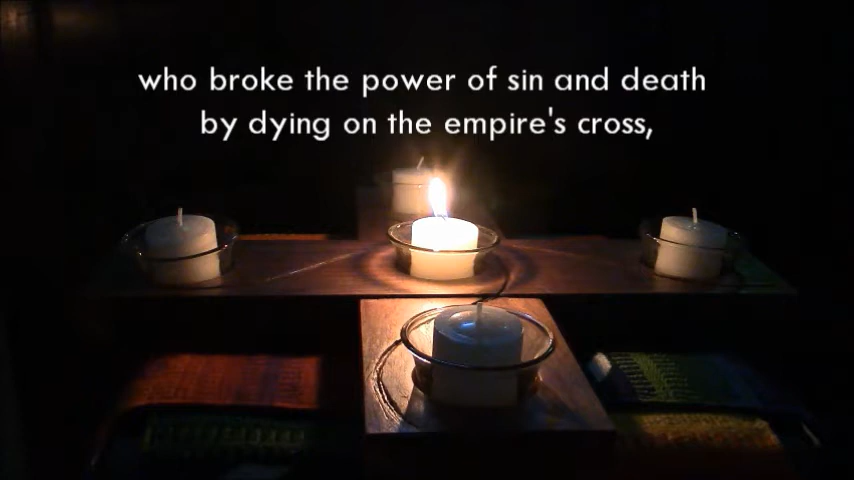 who broke the power of sin and death
by dying on the empire's cross,